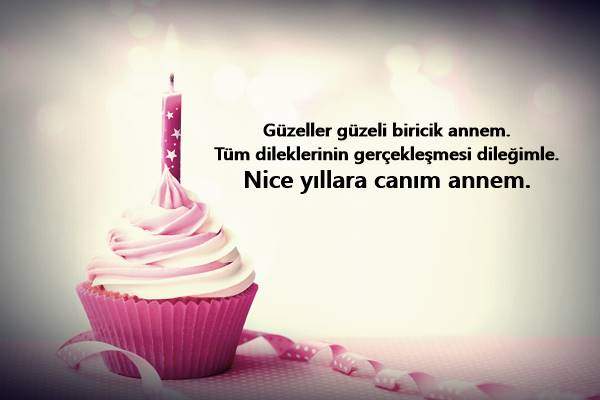 Güzeller güzeli biricik annem.
Tüm dileklerinin gerçekleşmesi dileğimle.
Nice yıllara canım annem.